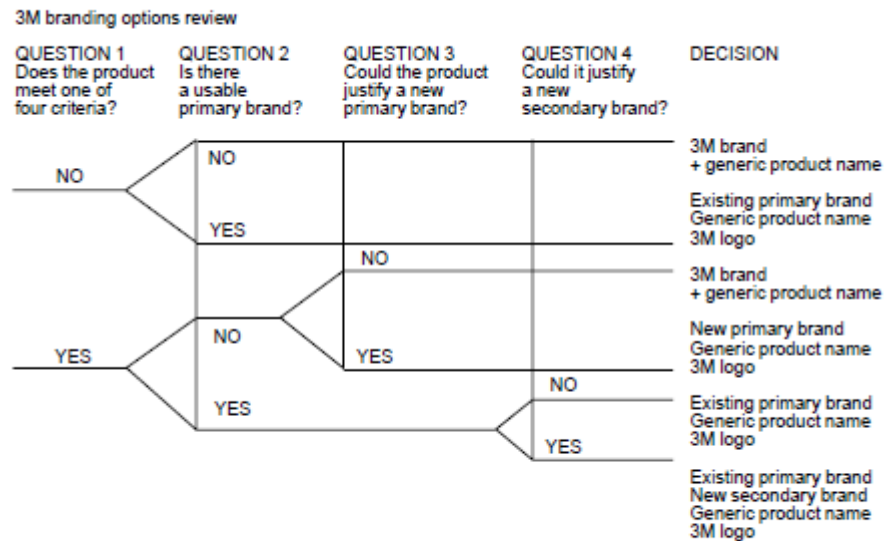 3M branding options review
QUESTION 1
Does the product
meet one of
four criteria?
QUESTION 2
Is there
a usable
primary brand?
QUESTION 3
Could the product
justify a new
primary brand?
QUESTION 4
Could it justify
a new
secondary brand?
DECISION
NO
NO
YES
3M brand
+ generic product name
Existing primary brand
Generic product name
3M logo
YES
NO
YES
NO
YES
NO
YES
3M brand
+ generic product name
New primary brand
Generic product name
3M logo
Existing primary brand
Generic product name
3M logo
Existing primary brand
New secondary brand
Generic product name
3M logo